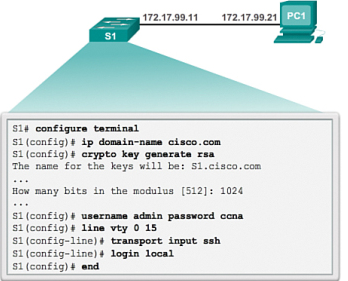 172.17.99.11
172.17.99.21
PC1
S1
S1# configure terminal
S1(config)# ip domain-name cisco.com
S1(config)# crypto key generate rsa
The name for the keys will be: S1.cisco.com
...
How many bits in the modulus [512]: 1024
...
S1(config)# username admin password ccna
S1(config)# line vty 0 15
S1(config-line)# transport input ssh
S1(config-line)# login local
S1(config)# end